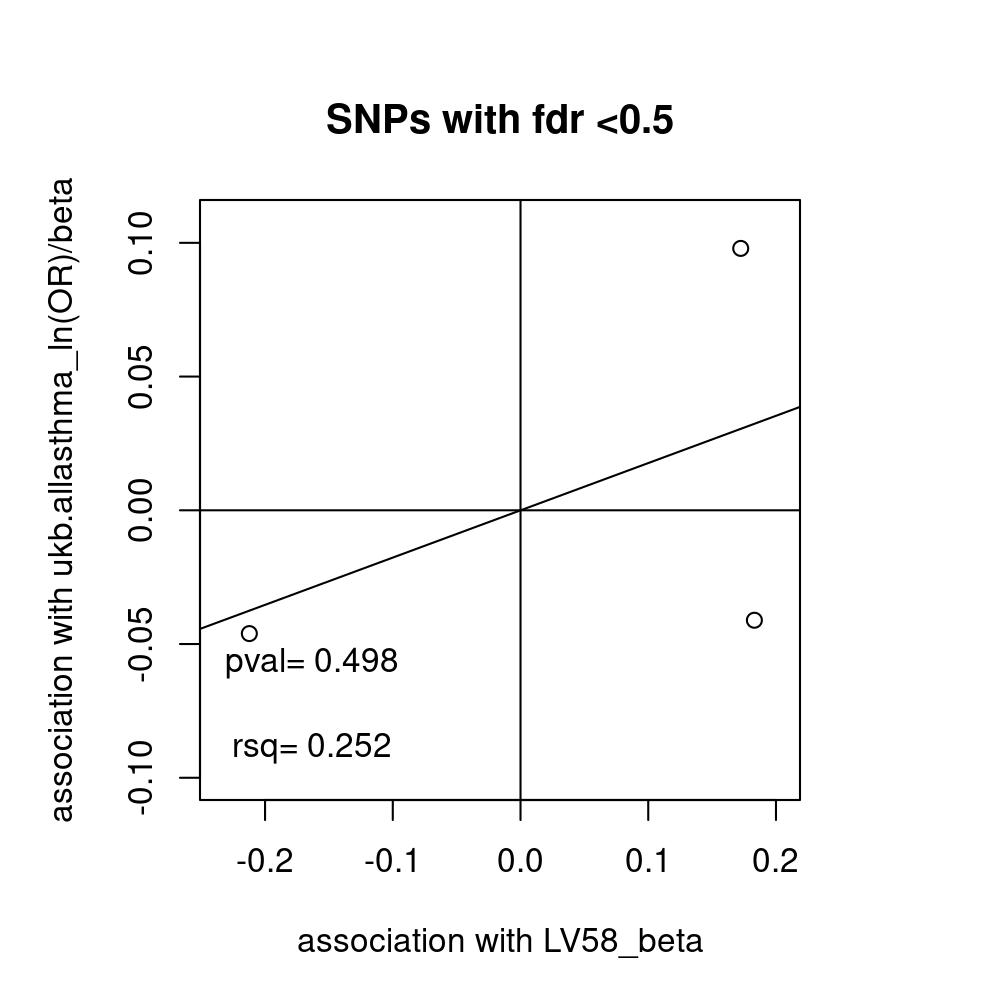 SNPs with fdr <0.5
association with ukb.allasthma_ln(OR)/beta
0.10
0.05
0.00
-0.05
-0.10
pval= 0.498
rsq= 0.252
-0.2 -0.1 0.0 0.1 0.2
association with LV58_beta